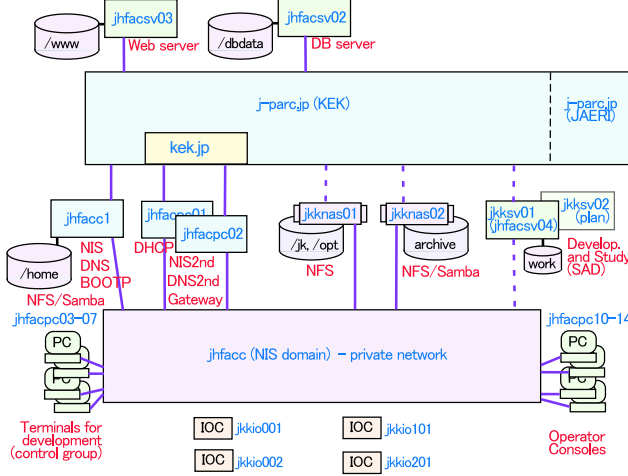 jhfacsv03
jhfacsv02
/www
Web server
/dbdata
DB server
j-parc.jp (KEK)
j-parc.jp
(JAERI)
kek.jp
jhfacc1
jhfacpc01
jhfacpc02
jkknas01
jkknas02
jkksv01
(jhfacsv04)
jkksv02
(plan)
NIS
DNS
BOOTP
DHCP
NIS2nd
DNS2nd
Gateway
/home
/jk, /opt
archive
work
Develop.
and Study
(SAD)
NFS/Samba
NFS
NFS/Samba
jhfacpc03-07
jhfacpc10-14
PC
PC
jhfacc (NIS domain) - private network
PC
PC
Terminals for
development
(control group)
IOC
jkkio001
IOC
jkkio101
IOC
jkkio002
IOC
jkkio201
Operator
Consoles